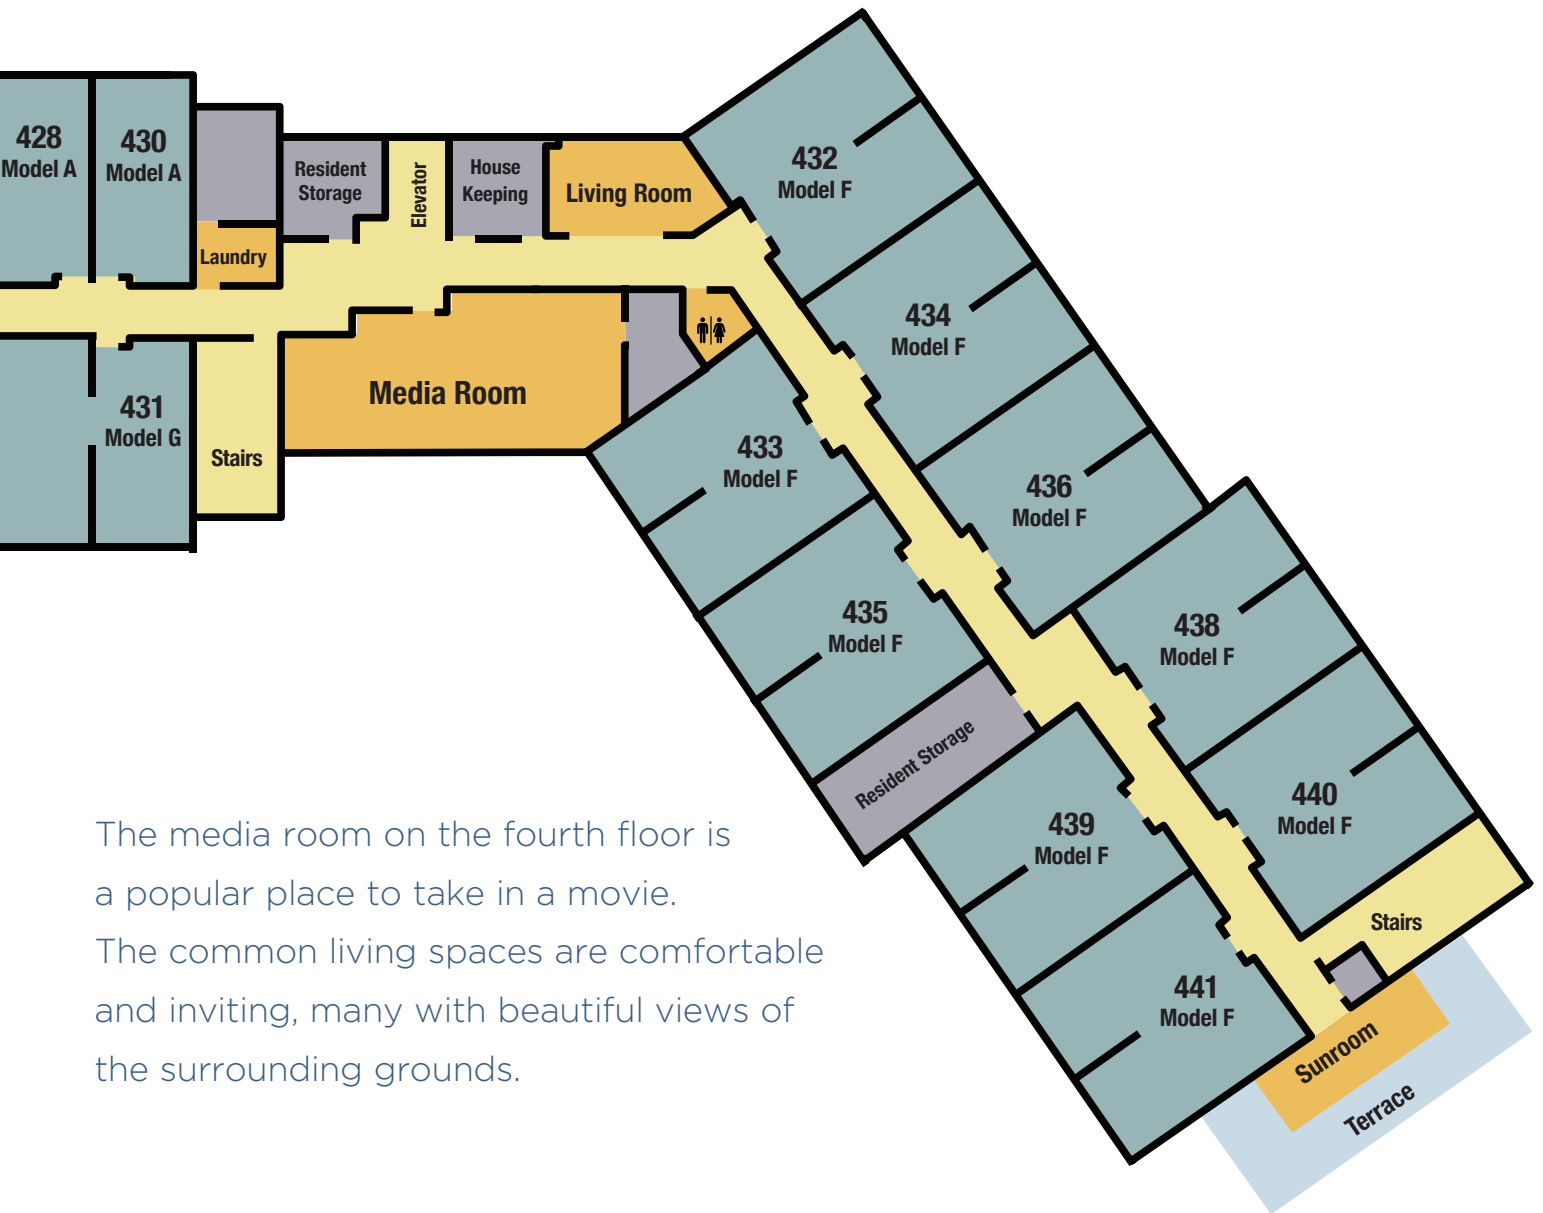 428
Model A
430
Model A
Laundry
Resident
Storage
Elevator
House
Keeping
Living Room
432
Model F
434
Model F
436
Model F
438
Model F
440
Model F
Media Room
431
Model G
Stairs
433
Model F
435
Model F
Resident Storage
439
Model F
441
Model F
Stairs
Sunroom
Terrace
The media room on the fourth floor is
a popular place to take in a movie.
The common living spaces are comfortable
and inviting, many with beautiful views of
the surrounding grounds.